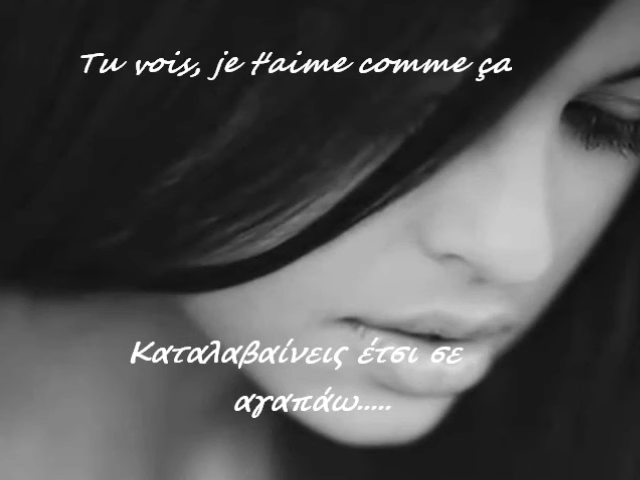 Tu vois, je t'aime comme ça
Καταλαβαίνεις έτσι σε
αγαπάω.....